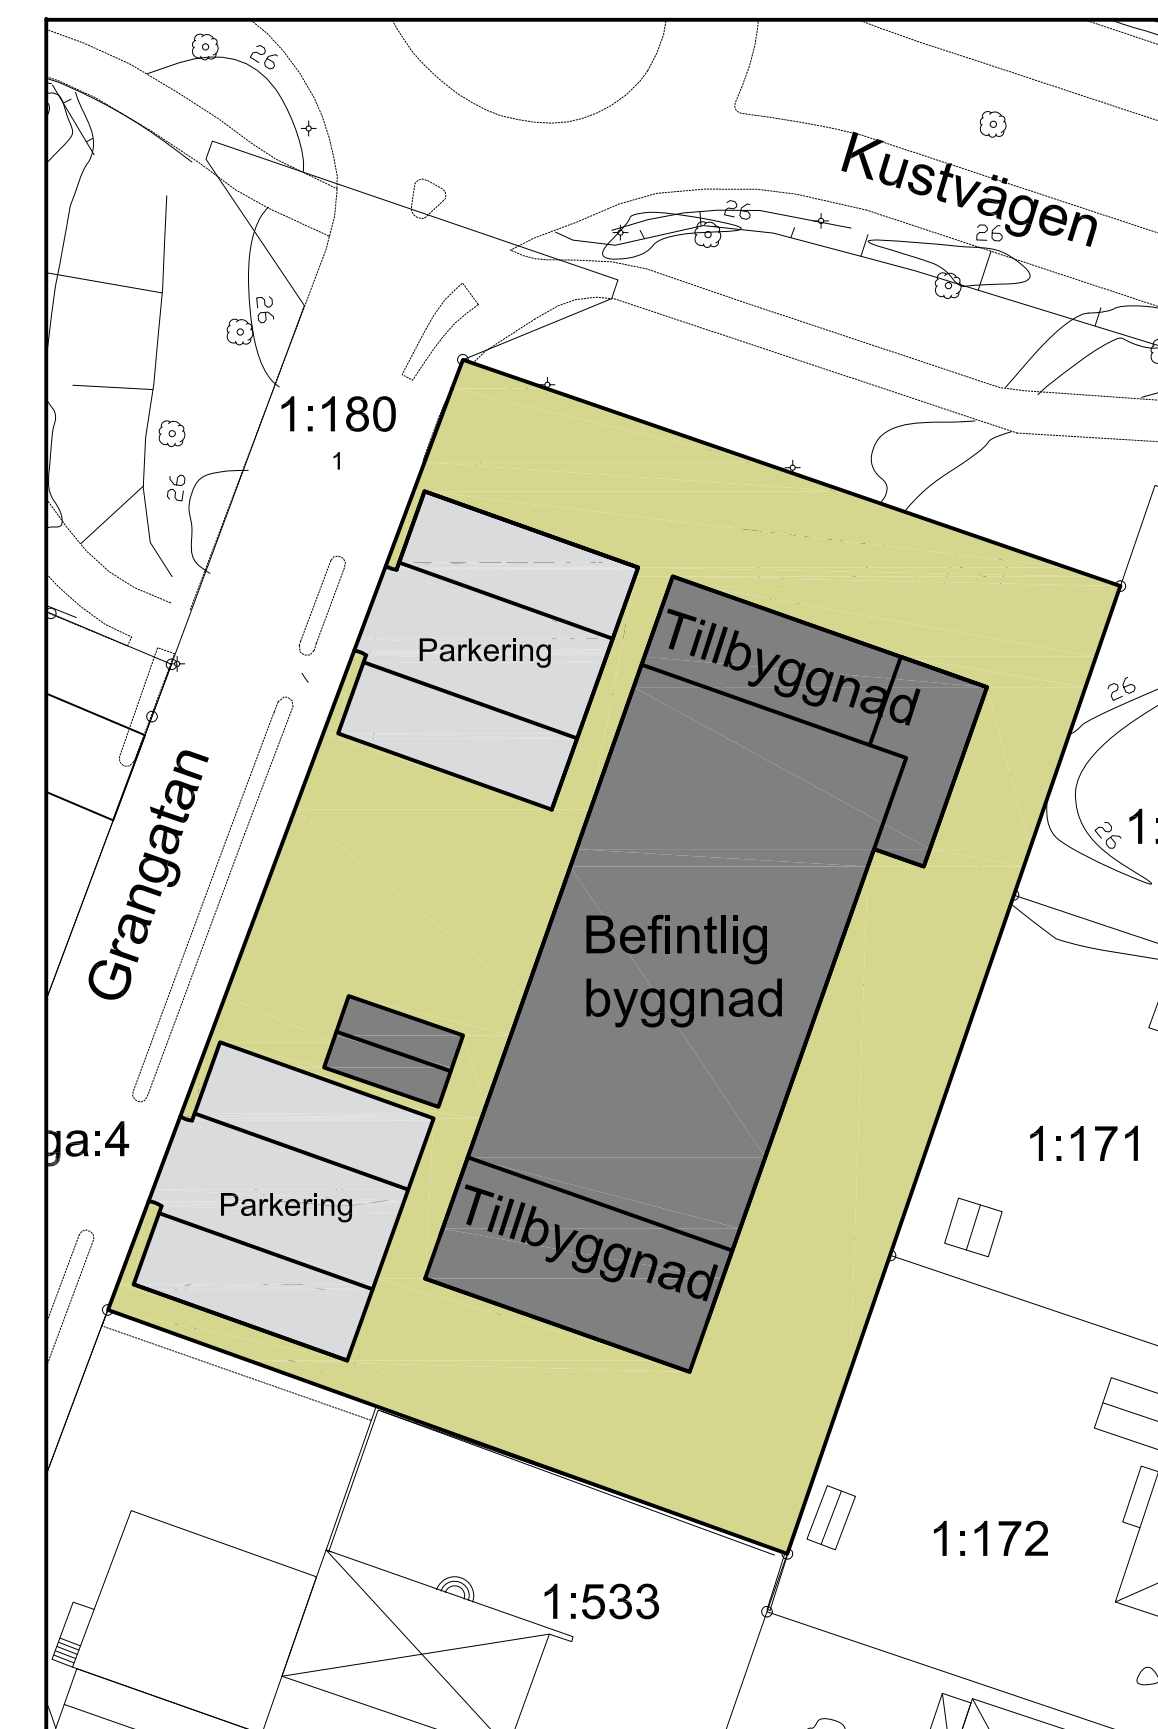 26
Kustvägen
26
26
26
1:180
1
26
Parkering
Tillbyggnad
26
Grangatan
26
1:
Befintlig
byggnad
ga:4
1:171
Parkering
Tillbyggnad
1:172
1:533